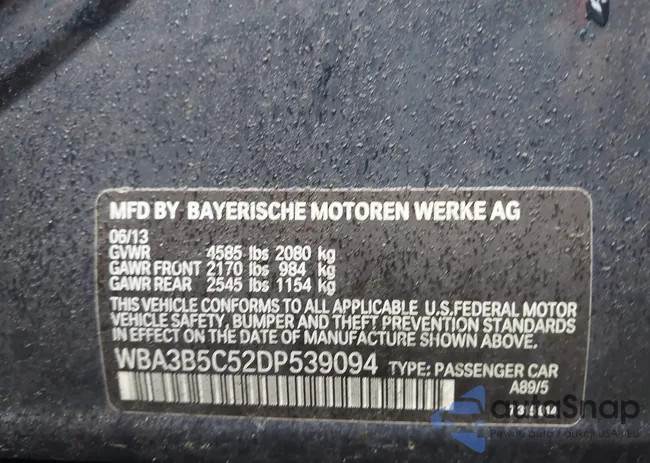 MFD BY BAYERISCHE MOTOREN WERKE AG
06/13
GVWR 4585 lbs 2080 kg
GAWR FRONT 2170 lbs 984 kg
GAWR REAR 2545 lbs 1154 kg
THIS VEHICLE CONFORMS TO ALL APPLICABLE U.S.FEDERAL MOTOR
VEHICLE SAFETY, BUMPER AND THEFT PREVENTION STANDARDS
IN EFFECT ON THE DATE OF MANUFACTURE SHOWN ABOVE.
WBA3B5C52DP539094 TYPE: PASSENGER CAR
A89/5
autaSnap